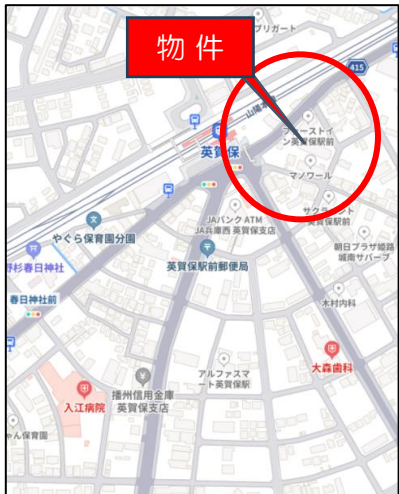 ブリガート
物件
415
山陽本
ファーストイ
ン英賀保駅前
英賀保
マノワール
サクラ
ント
英賀保駅前
JAバンク ATM
JA兵庫西 英賀保支店
やぐら保育園分園
朝日プラザ姫路
城南サバーブ
英賀保駅前郵便局
野杉春日神社
春日神社前
木村内科
大森歯科
アルファスマ
ート英賀保駅
播州信用金庫
英賀保支店
入江病院
ゃん保育園